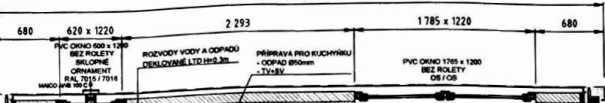 680
620 x 1220
2 293
1 785 x 1220
680
PVC OKNO 600 x 1200
BEZ ROLETY
SKLOPNÉ
ORNAMENT
RAL 7015 / 7016
ROZVODY VODY A ODPADŮ
DEKLOVANÉ LTD H=0.3m
PŘÍPRAVA PRO KUCHYŇKU
- ODPAD Ø50mm
- TV+SV
PVC OKNO 1765 x 1200
BEZ ROLETY
OS / OS